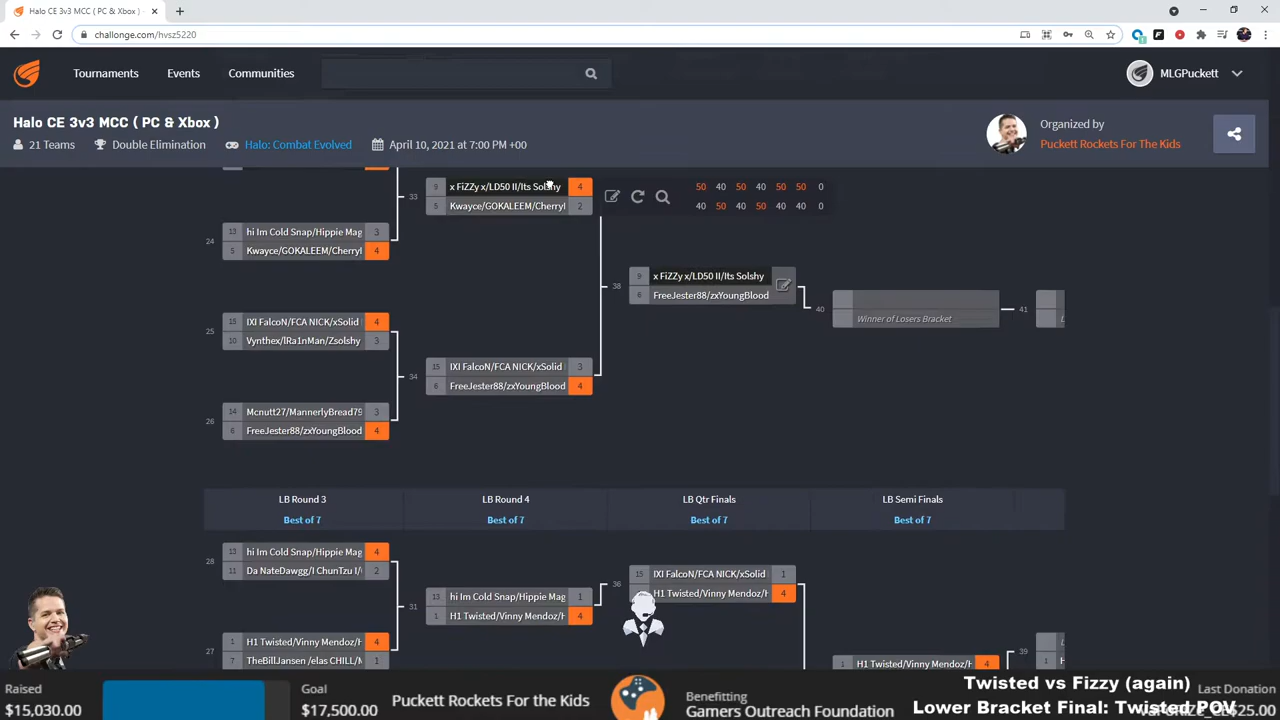 Halo CE 3v3 MCC ( PC & Xbox ) -
challonge.com/hvsz5220
Tournaments
Events
Communities
MLGPuckett
Halo CE 3v3 MCC ( PC & Xbox )
21 Teams
Double Elimination
Halo: Combat Evolved
April 10, 2021 at 7:00 PM +00
Organized by
Puckett Rockets For The Kids
9 x FiZZy x/LD50 II/Its Solshy 4
5 Kwayce/GOKALEEM/Cherry 2
50 40 50 40 50 50 0
40 50 40 50 40 40 0
33
24
13 hi Im Cold Snap/Hippie Mag 3
5 Kwayce/GOKALEEM/Cherry 4
38
9 x FiZZy x/LD50 II/Its Solshy
6 FreeJester88/zxYoungBlood
40
Winner of Losers Bracket
41
25
15 IXI FalcoN/FCA NICK/xSolid 4
10 Vynthex/lRa1nMan/Zsolshy 3
34
15 IXI FalcoN/FCA NICK/xSolid 3
6 FreeJester88/zxYoungBlood 4
26
14 Mcnutt27/MannerlyBread79 3
6 FreeJester88/zxYoungBlood 4
LB Round 3
LB Round 4
LB Qtr Finals
LB Semi Finals
Best of 7
Best of 7
Best of 7
Best of 7
28
13 hi Im Cold Snap/Hippie Mag 4
11 Da NateDawgg/I ChunTzu I/ 2
31
13 hi Im Cold Snap/Hippie Mag 1
1 H1 Twisted/Vinny Mendoz/H 4
36
15 IXI FalcoN/FCA NICK/xSolid 1
H1 Twisted/Vinny Mendoz/H 4
27
1 H1 Twisted/Vinny Mendoz/H 4
7 TheBillJansen /elas CHILL/ 1
1 H1 Twisted/Vinny Mendoz/H 4
39
1
Raised
$15,030.00
Goal
$17,500.00
Puckett Rockets For the Kids
Benefitting
Gamers Outreach Foundation
Twisted vs Fizzy (again)
Lower Bracket Final: Twisted POV
Last Donation
$25.00